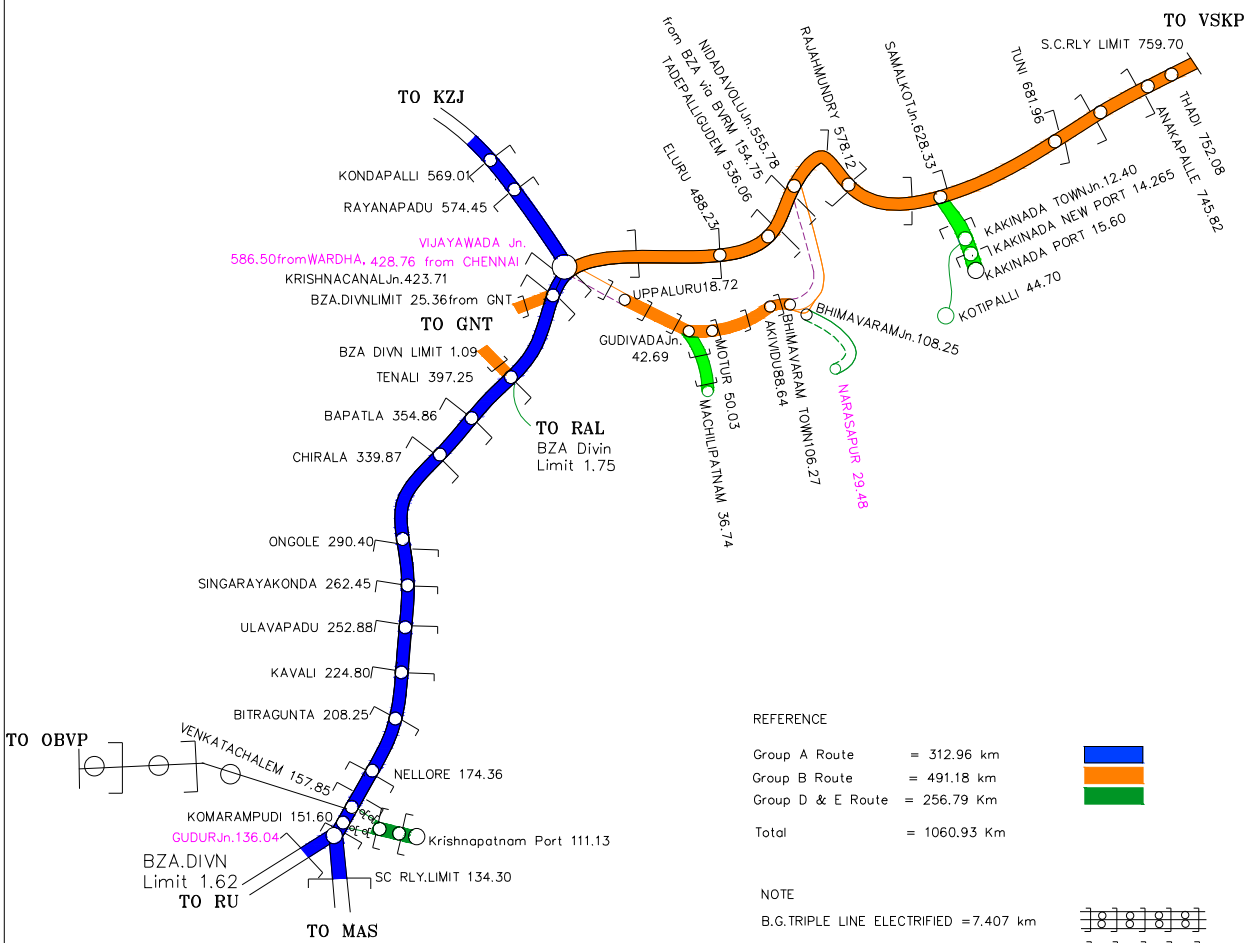 TO VSKP
S.C.RLY LIMIT 759.70
THADI 752.08
ANAKAPALLE 745.82
TUNI 681.96
SAMALKOTJn.628.33
RAJAHMUNDRY 578.12
NIDADAVOLUJn.555.78
from BZA via BVRM 154.75
TADEPALLIGUDEM 536.06
ELURU 488.23
KAKINADA TOWNJn.12.40
KAKINADA NEW PORT 14.265
KAKINADA PORT 15.60
KOTIPALLI 44.70
TO KZJ
KONDAPALLI 569.01
RAYANAPADU 574.45
VIJAYAWADA Jn.
586.50fromWARDHA, 428.76 from CHENNAI
KRISHNACANALJn.423.71
BZA.DIVNLIMIT 25.36from GNT
TO GNT
UPPALURU18.72
GUDIVADAJn.
42.69
MOTUR 50.03
MACHILIPATNAM 36.74
AKIVIDU88.64
BHIMAVARAM TOWN106.27
BHIMAVARAMJn.108.25
NARASAPUR 29.48
BZA DIVN LIMIT 1.09
TENALI 397.25
TO RAL
BZA Divin
Limit 1.75
BAPATLA 354.86
CHIRALA 339.87
ONGOLE 290.40
SINGARAYAKONDA 262.45
ULAVAPADU 252.88
KAVALI 224.80
BITRAGUNTA 208.25
TO OBVP
VENKATACHALEM 157.85
NELLORE 174.36
KOMARAMPUDI 151.60
GUDURJn.136.04
Krishnapatnam Port 111.13
BZA.DIVN
Limit 1.62
TO RU
SC RLY.LIMIT 134.30
TO MAS
REFERENCE
Group A Route = 312.96 km
Group B Route = 491.18 km
Group D & E Route = 256.79 Km
Total = 1060.93 Km
NOTE
B.G.TRIPLE LINE ELECTRIFIED =7.407 km